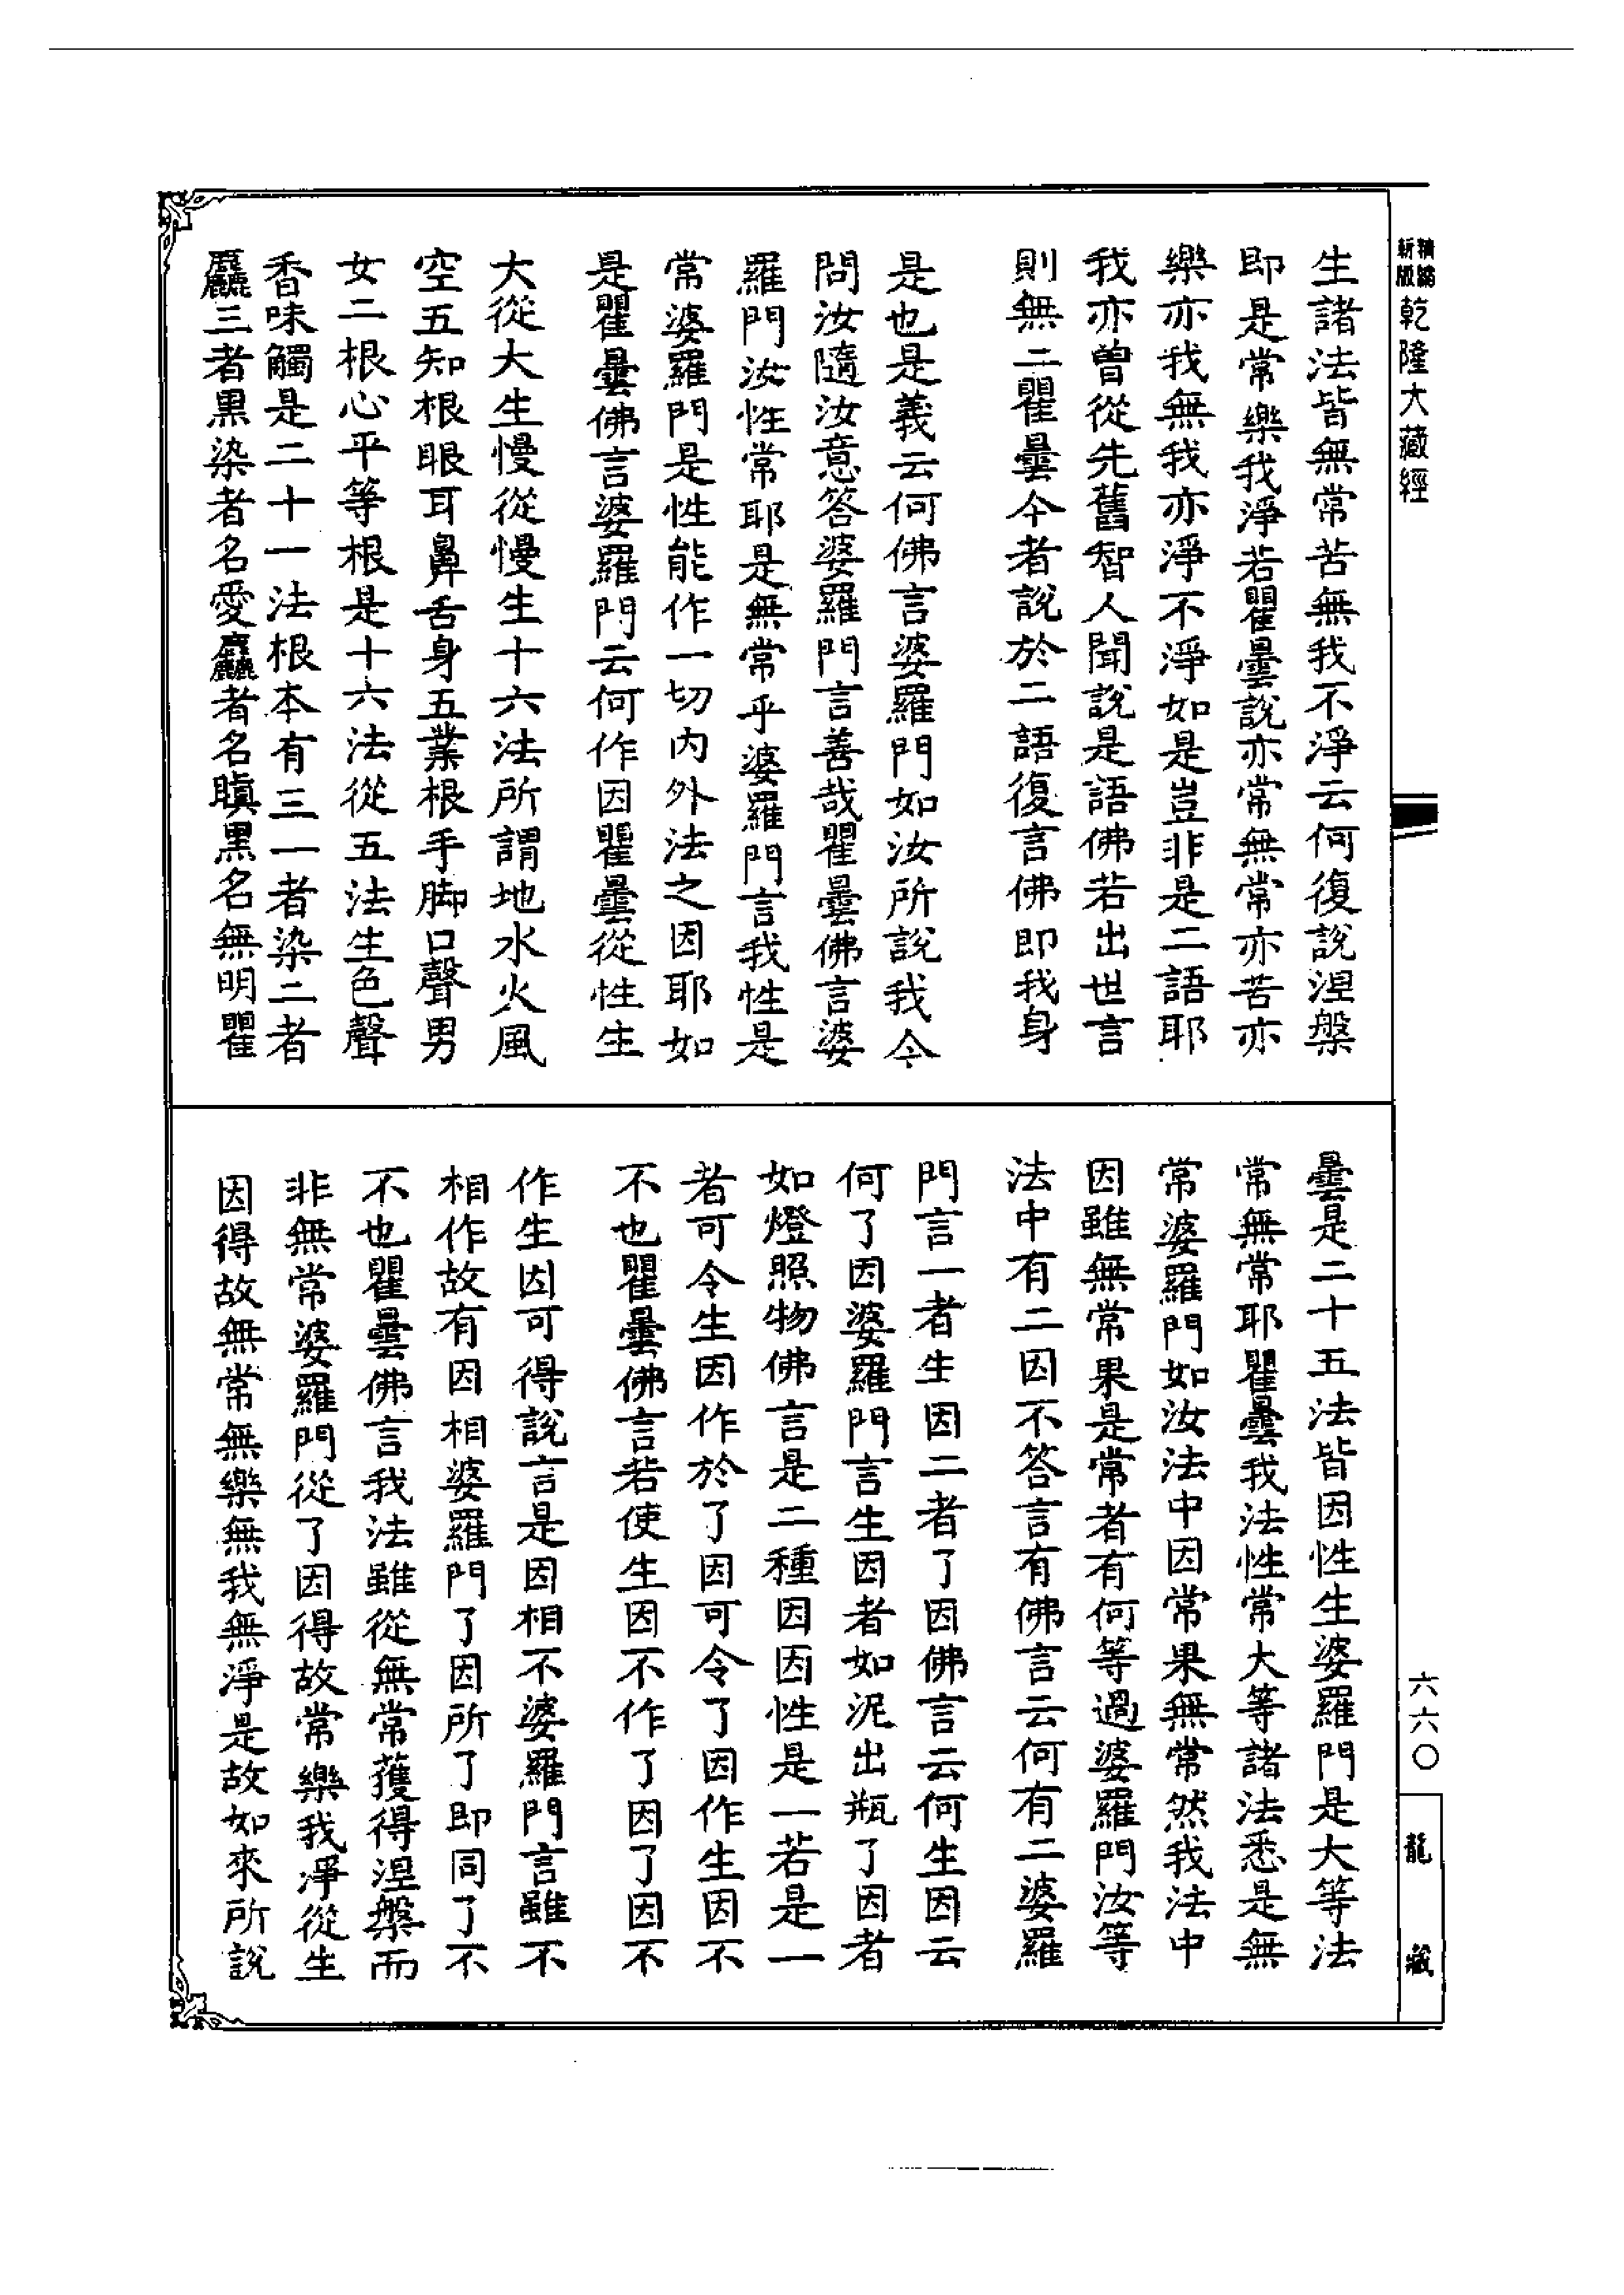 精縮
新版
乾隆大藏經
生諸法皆無常苦無我不淨云何復說涅槃
即是常樂我淨若瞿曇說亦常無常亦苦亦
樂亦我無我亦淨不淨如是豈非是二語耶
我亦曾從先舊智人聞說是語佛若出世言
則無二瞿曇今者說於二語復言佛即我身
是也是義云何佛言婆羅門如汝所說我今
問汝隨汝意答婆羅門言善哉瞿曇佛言婆
羅門汝性常耶是無常乎婆羅門言我性是
常婆羅門是性能作一切內外法之因耶如
是瞿曇佛言婆羅門云何作因瞿曇從性生
大從大生慢從慢生十六法所謂地水火風
空五知根眼耳鼻舌身五業根手脚口聲男
女二根心平等根是十六法從五法生色聲
香味觸是二十一法根本有三一者染二者
麤三者黑染者名愛麤者名瞋黑名無明瞿
曇是二十五法皆因性生婆羅門是大等法
常無常耶瞿曇我法性常大等諸法悉是無
常婆羅門如汝法中因常果無常然我法中
因雖無常果是常者有何等過婆羅門汝等
法中有二因不答言有佛言云何有二婆羅
門言一者生因二者了因佛言云何生因云
何了因婆羅門言生因者如泥出瓶了因者
如燈照物佛言是二種因因性是一若是一
者可令生因作於了因可令了因作生因不
不也瞿曇佛言若使生因不作了因了因不
作生因可得說言是因相不婆羅門言雖不
相作故有因相婆羅門了因所了即同了不
不也瞿曇佛言我法雖從無常獲得涅槃而
非無常婆羅門從了因得故常樂我淨從生
因得故無常無樂無我無淨是故如來所說
六六〇
龍藏